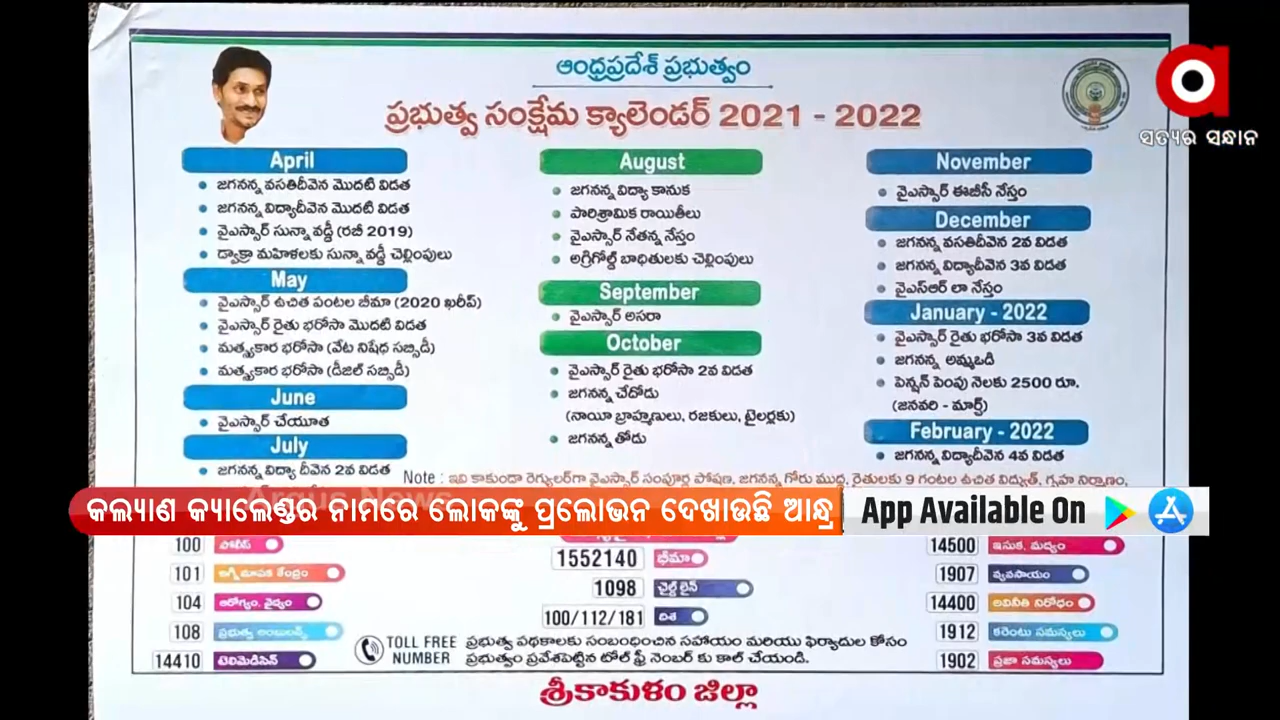 ఆంధ్రప్రదేశ్ ప్రభుత్వం
ప్రభుత్వ సంక్షేమ క్యాలెండర్ 2021 - 2022
ସତ୍ୟର ସନ୍ଧାନ
April
• జగనన్న వసతిదీవెన మొదటి విడత
• జగనన్న విద్యాదీవెన మొదటి విడత
• వైఎస్సార్ సున్నా వడ్డీ (రబీ 2019)
• డ్వాక్రా మహిళలకు సున్నా వడ్డీ చెల్లింపులు
May
• వైఎస్సార్ ఉచిత పంటల బీమా (2020 ఖరీప్)
• వైఎస్సార్ రైతు భరోసా మొదటి విడత
• మత్స్యకార భరోసా (వేట నిషేధ సబ్సిడీ)
• మత్స్యకార భరోసా (డీజిల్ సబ్సిడీ)
June
• వైఎస్సార్ చేయూత
July
• జగనన్న విద్యా దీవెన 2వ విడత
August
• జగనన్న విద్యా కానుక
• పారిశ్రామిక రాయితీలు
• వైఎస్సార్ నేతన్న నేస్తం
• అగ్రిగోల్డ్ బాధితులకు చెల్లింపులు
September
• వైఎస్సార్ అసరా
October
• వైఎస్సార్ రైతు భరోసా 2వ విడత
• జగనన్న చేదోడు
(నాయీ బ్రాహ్మణులు, రజకులు, టైలర్లకు)
• జగనన్న తోడు
November
• వైఎస్సార్ ఈబీసీ నేస్తం
December
• జగనన్న వసతిదీవెన 2వ విడత
• జగనన్న విద్యాదీవెన 3వ విడత
• వైఎస్ఆర్ లా నేస్తం
January - 2022
• వైఎస్సార్ రైతు భరోసా 3వ విడత
• జగనన్న అమ్మఒడి
• పెన్షన్ పెంపు నెలకు 2500 రూ.
(జనవరి - మార్చ్)
February - 2022
• జగనన్న విద్యాదీవెన 4వ విడత
Note : ఇవి కాకుండా రెగ్యులర్‌గా వైఎస్సార్ సంపూర్ణ పోషణ, జగనన్న గోరు ముద్ద, రైతులకు 9 గంటల ఉచిత విద్యుత్, గృహ నిర్మాణం,
Argus News
କଲ୍ୟାଣ କ୍ୟାଲେଣ୍ଡର ନାମରେ ଲୋକଙ୍କୁ ପ୍ରଲୋଭନ ଦେଖାଉଛି ଆନ୍ଧ୍ର
App Available On
100 పోలీస్
101 అగ్నిమాపక కేంద్రం
104 ఆరోగ్యం, వైద్యం
108 ప్రభుత్వ అంబులెన్స్
14410 టెలిమెడిసిన్
1552140 భీమా
1098 చైల్డ్ లైన్
100/112/181 దిశ
14500 ఇసుక, మద్యం
1907 వ్యవసాయం
14400 అవినీతి నిరోధం
1912 కరెంటు సమస్యలు
1902 ప్రజా సమస్యలు
TOLL FREE NUMBER
ప్రభుత్వ పథకాలకు సంబంధించిన సహాయం మరియు ఫిర్యాదుల కోసం
ప్రభుత్వం ప్రవేశపెట్టిన టోల్ ఫ్రీ నెంబర్ కు కాల్ చేయండి.
శ్రీకాకుళం జిల్లా